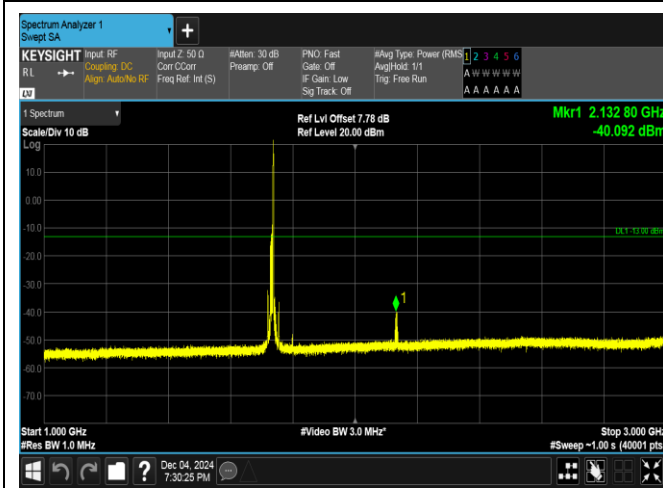 Spectrum Analyzer 1
Swept SA
+
KEYSIGHT
RL
LXI
Input: RF
Coupling: DC
Align: Auto/No RF
Input Z: 50 Ω
Corr CCorr
Freq Ref: Int (S)
#Atten: 30 dB
Preamp: Off
PNO: Fast
Gate: Off
IF Gain: Low
Sig Track: Off
#Avg Type: Power (RMS
Avg|Hold: 1/1
Trig: Free Run
1 2 3 4 5 6
A W W W W W
A A A A A A
1 Spectrum
Scale/Div 10 dB
Log
Ref Lvl Offset 7.78 dB
Ref Level 20.00 dBm
Mkr1 2.132 80 GHz
-40.092 dBm
10.0
0.00
-10.0
DL1 -13.00 dBm
-20.0
-30.0
1
-40.0
-50.0
-60.0
-70.0
Start 1.000 GHz
#Res BW 1.0 MHz
#Video BW 3.0 MHz*
Stop 3.000 GHz
#Sweep ~1.00 s (40001 pts
?
Dec 04, 2024
7:30:25 PM